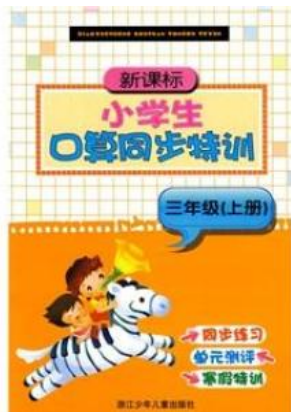 新课标
小学生
口算同步特训
三年级(上册)
同步练习
单元测评
寒假特训
浙江少年儿童出版社